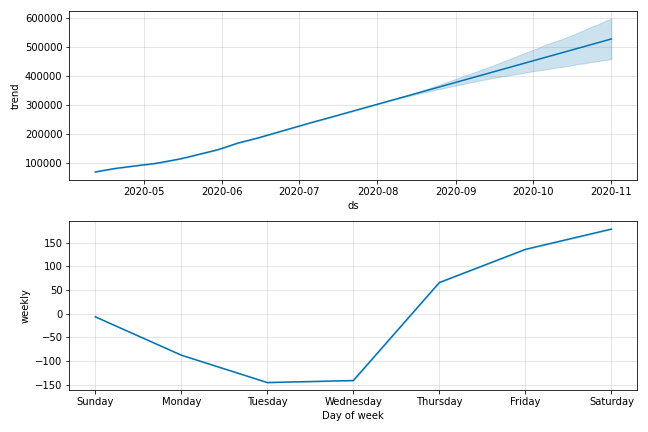 600000
500000
400000
300000
200000
100000
trend
2020-05 2020-06 2020-07 2020-08 2020-09 2020-10 2020-11
ds
150
100
50
0
−50
−100
−150
weekly
Sunday Monday Tuesday Wednesday Thursday Friday Saturday
Day of week